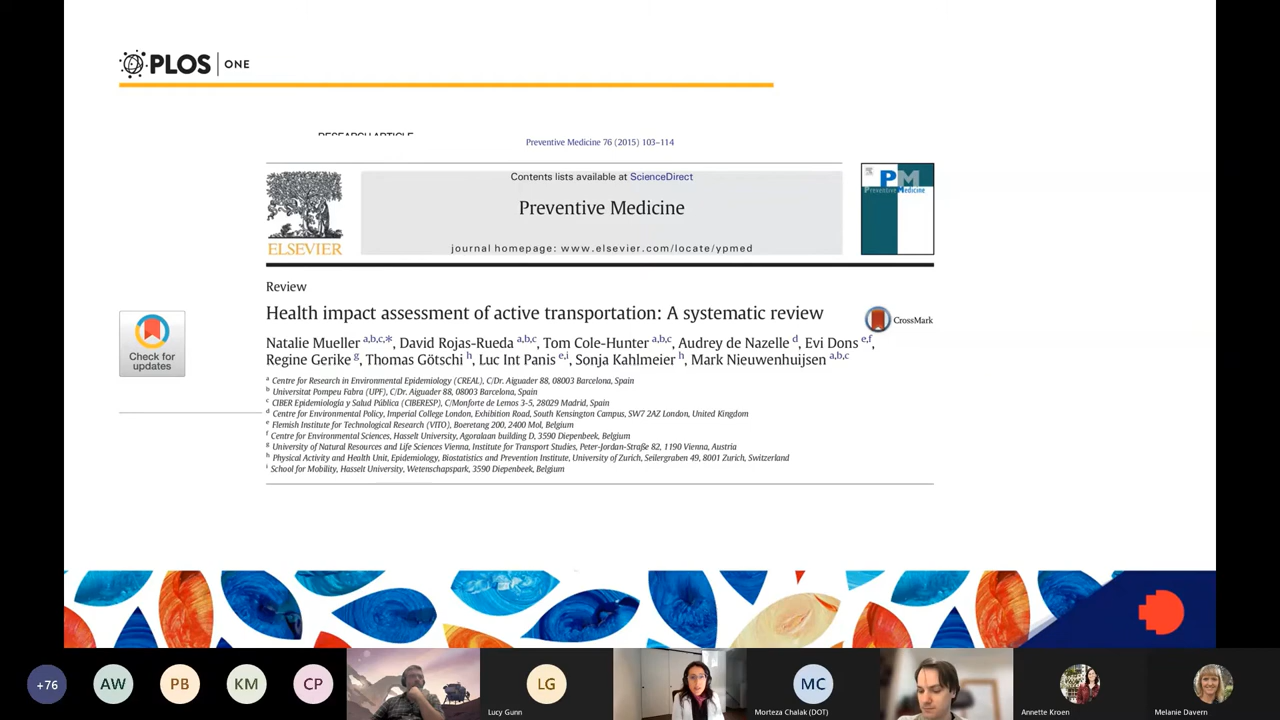 PLOS ONE
RESEARCH ARTICLE
Preventive Medicine 76 (2015) 103–114
Contents lists available at ScienceDirect
Preventive Medicine
journal homepage: www.elsevier.com/locate/ypmed
ELSEVIER
PM
Preventive Medicine
Review
Health impact assessment of active transportation: A systematic review
CrossMark
Natalie Mueller a,b,c,*, David Rojas-Rueda a,b,c, Tom Cole-Hunter a,b,c, Audrey de Nazelle d, Evi Dons e,f,
Regine Gerike g, Thomas Götschi h, Luc Int Panis e,i, Sonja Kahlmeier h, Mark Nieuwenhuijsen a,b,c
Check for
updates
a Centre for Research in Environmental Epidemiology (CREAL), C/Dr. Aiguader 88, 08003 Barcelona, Spain
b Universitat Pompeu Fabra (UPF), C/Dr. Aiguader 88, 08003 Barcelona, Spain
c CIBER Epidemiología y Salud Pública (CIBERESP), C/Monforte de Lemos 3-5, 28029 Madrid, Spain
d Centre for Environmental Policy, Imperial College London, Exhibition Road, South Kensington Campus, SW7 2AZ London, United Kingdom
e Flemish Institute for Technological Research (VITO), Boeretang 200, 2400 Mol, Belgium
f Centre for Environmental Sciences, Hasselt University, Agoralaan building D, 3590 Diepenbeek, Belgium
g University of Natural Resources and Life Sciences Vienna, Institute for Transport Studies, Peter-Jordan-Straße 82, 1190 Vienna, Austria
h Physical Activity and Health Unit, Epidemiology, Biostatistics and Prevention Institute, University of Zurich, Seilergraben 49, 8001 Zurich, Switzerland
i School for Mobility, Hasselt University, Wetenschapspark, 3590 Diepenbeek, Belgium
+76
AW
PB
KM
CP
LG
Lucy Gunn
MC
Morteza Chalak (DOT)
Annette Kroen
Melanie Davern